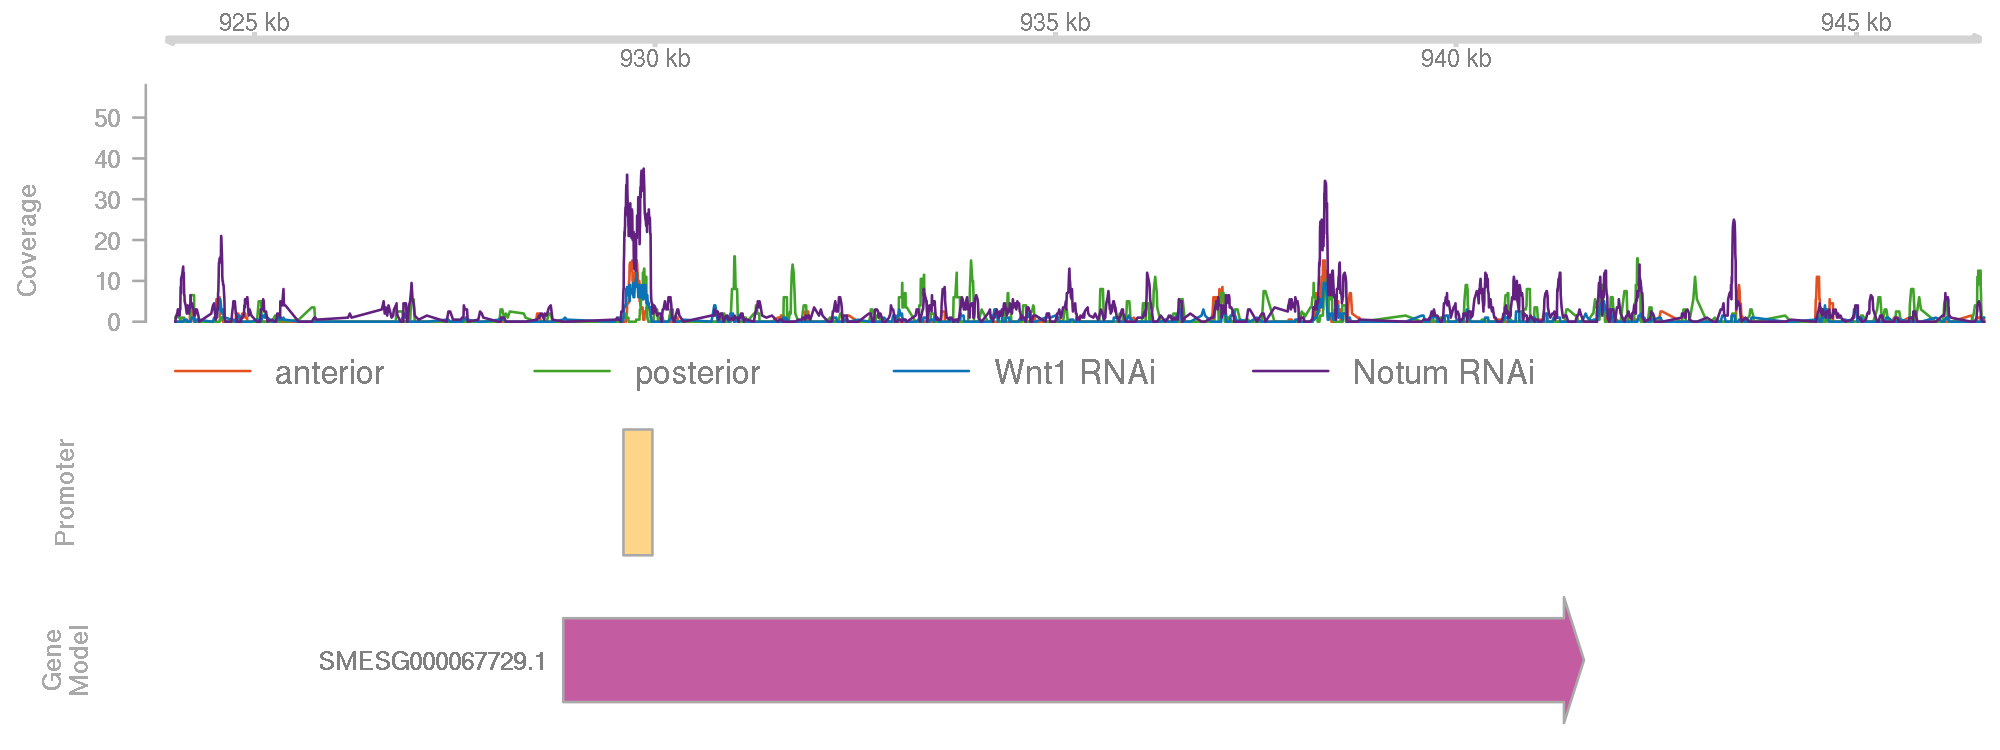 925 kb 935 kb 945 kb
930 kb 940 kb
Coverage
50
40
30
20
10
0
anterior posterior Wnt1 RNAi Notum RNAi
Promoter
Gene
Model
SMESG000067729.1